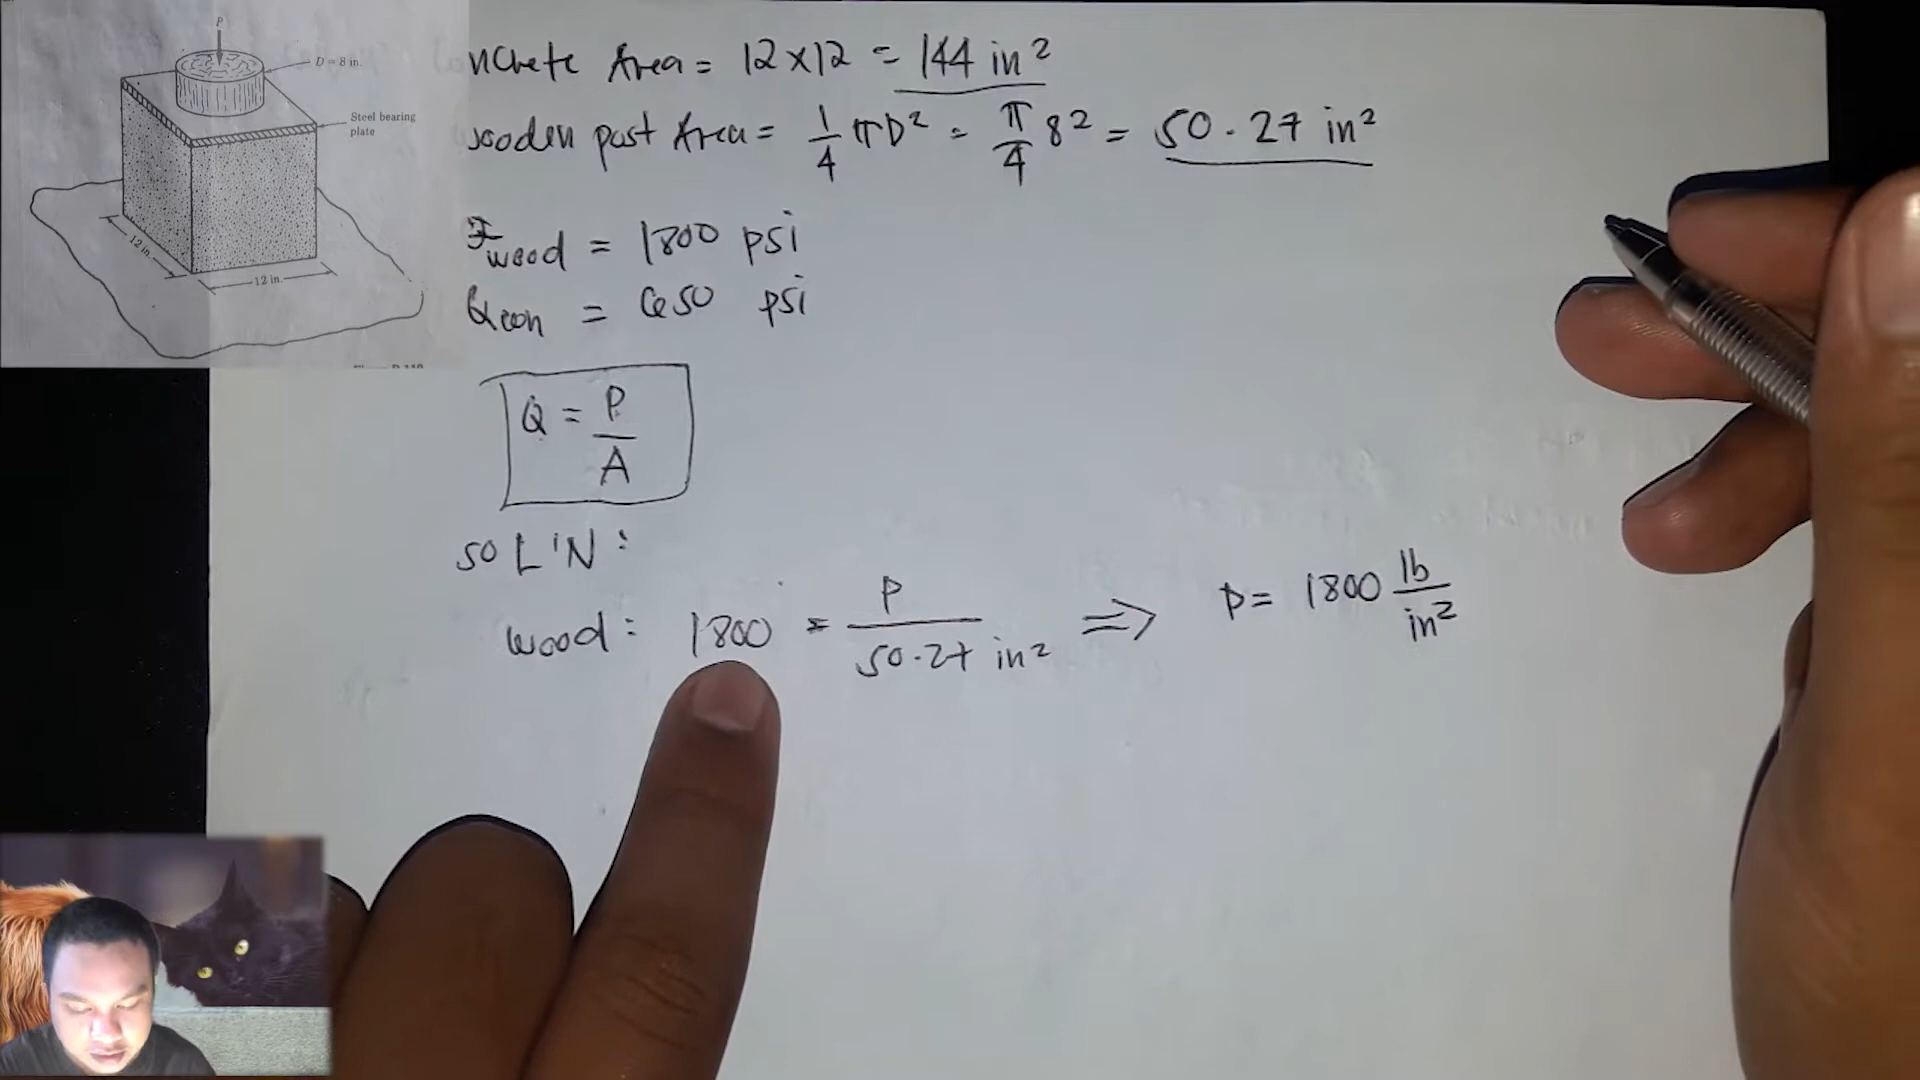 P
D = 8 in.
Steel bearing
plate
12 in.
12 in.
oncrete Area = 12 x 12 = 144 in²
wooden post Area = 1/4 πD² = π/4 8² = 50.27 in²
wood = 1800 psi
Qcon = 650 psi
Q = P/A
SOL'N:
wood: 1800 = P/50.27 in² => P = 1800 lb/in²